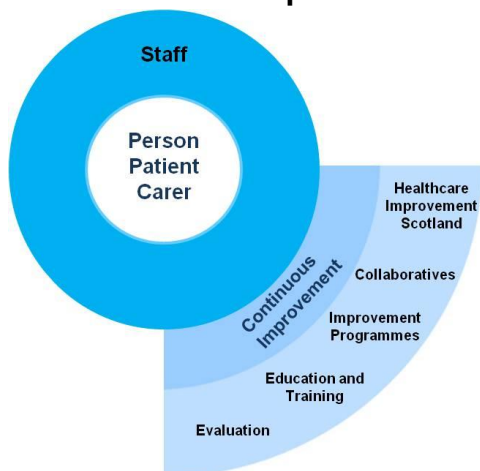 Staff
Person
Patient
Carer
Healthcare
Improvement
Scotland
Collaboratives
Continuous
Improvement
Improvement
Programmes
Education and
Training
Evaluation